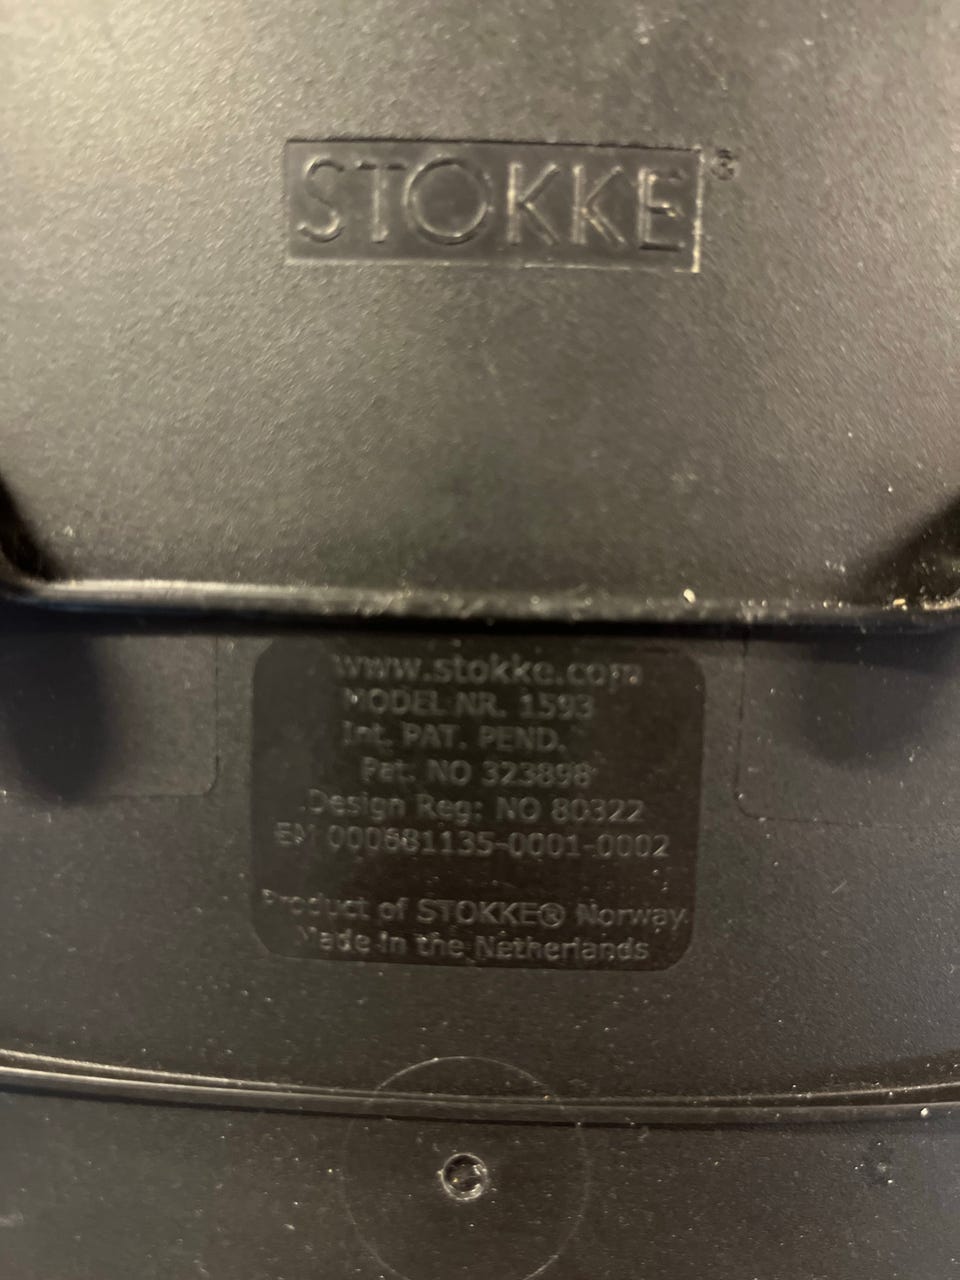 STOKKE®
www.stokke.com
MODEL NR. 1593
Int. PAT. PEND.
Pat. NO 323898
Design Reg: NO 80322
EM 000681135-0001-0002
Product of STOKKE® Norway
Made in the Netherlands